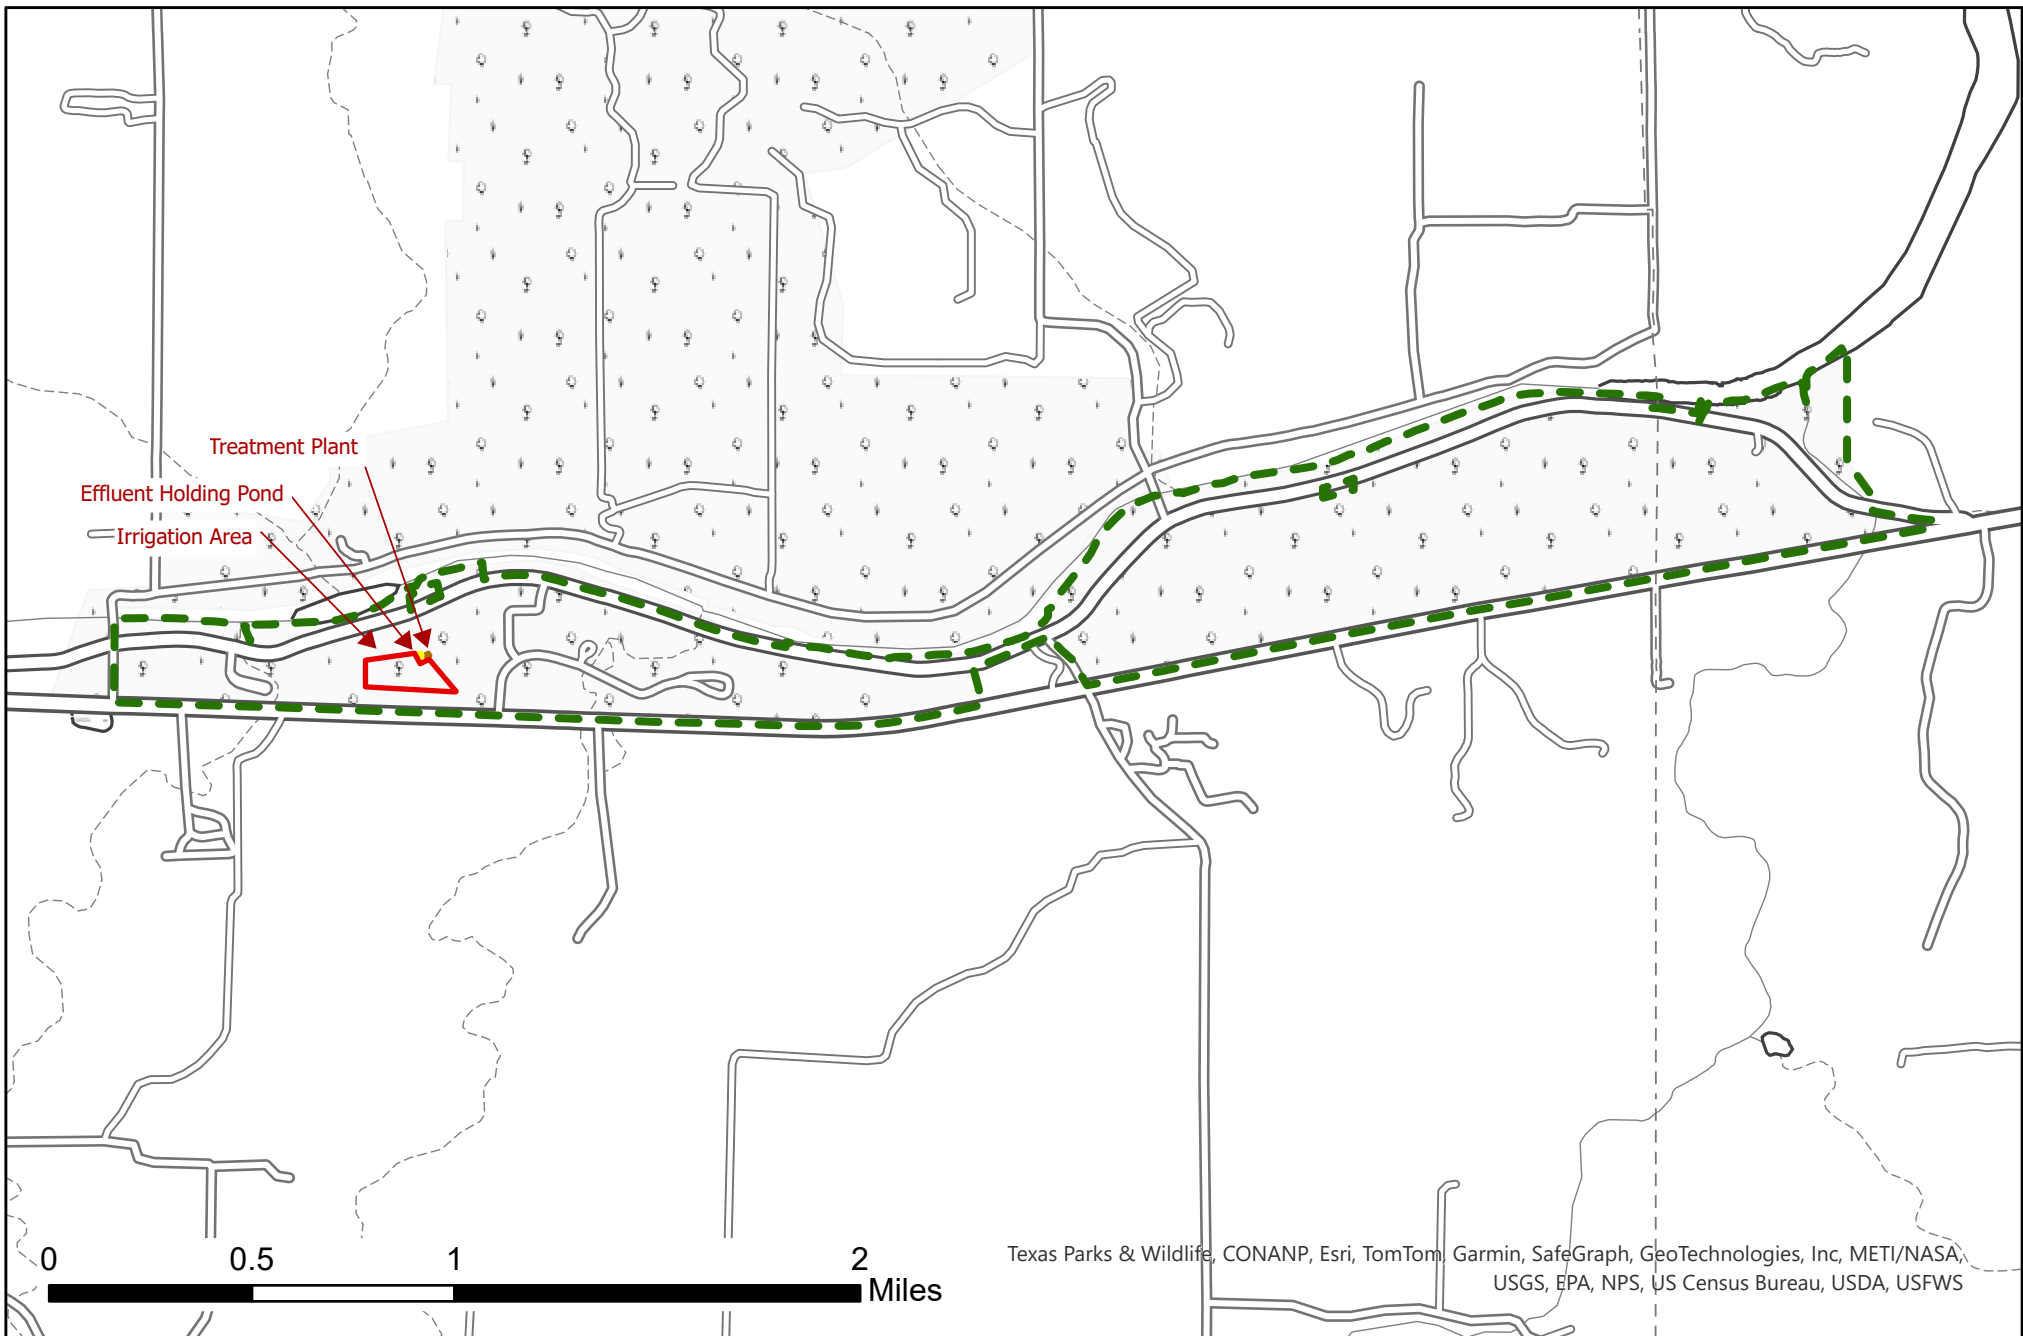 Treatment Plant
Effluent Holding Pond
Irrigation Area
0 0.5 1 2
Miles
Texas Parks & Wildlife, CONANP, Esri, TomTom, Garmin, SafeGraph, GeoTechnologies, Inc, METI/NASA,
USGS, EPA, NPS, US Census Bureau, USDA, USFWS